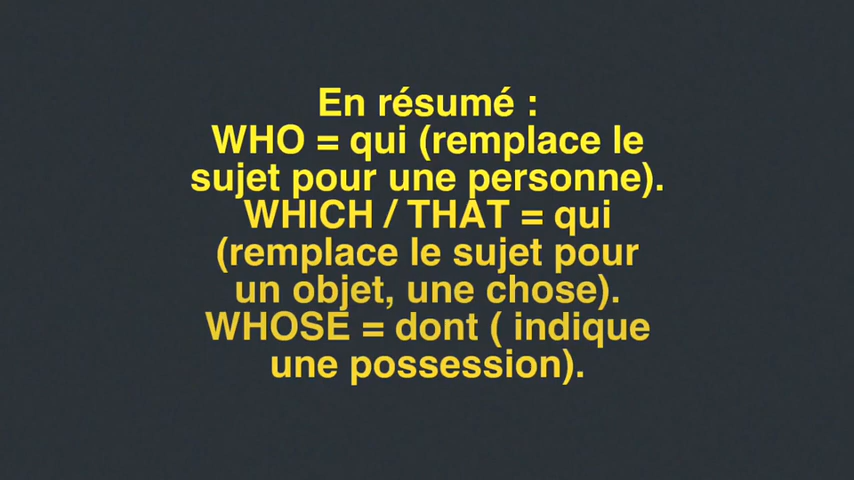 En résumé :
WHO = qui (remplace le
sujet pour une personne).
WHICH / THAT = qui
(remplace le sujet pour
un objet, une chose).
WHOSE = dont ( indique
une possession).